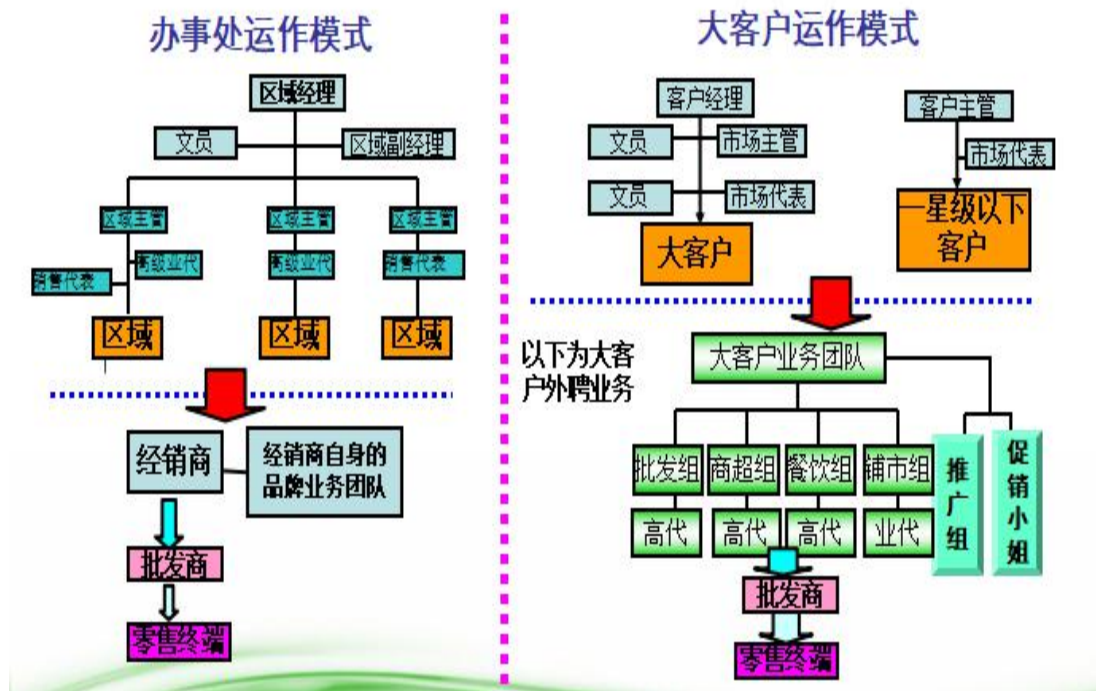 办事处运作模式
区域经理
文员
区域副经理
区域主管
区域主管
区域主管
高级业代
高级业代
销售代表
销售代表
区域
区域
区域
经销商
经销商自身的
品牌业务团队
批发商
零售终端
大客户运作模式
客户经理
客户主管
文员
市场主管
市场代表
文员
市场代表
大客户
一星级以下
客户
以下为大客
户外聘业务
大客户业务团队
批发组
商超组
餐饮组
铺市组
推广组
促销小姐
高代
高代
高代
业代
批发商
零售终端